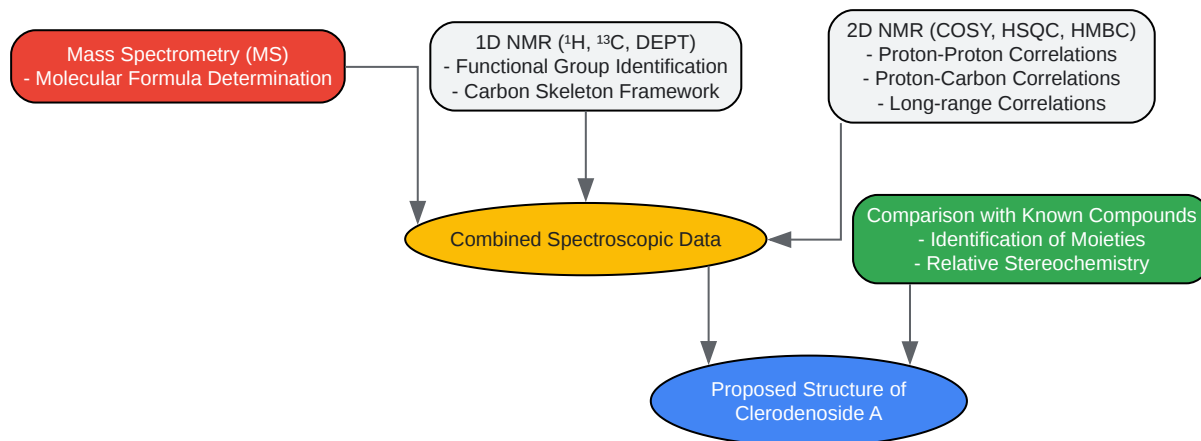 Mass Spectrometry (MS)
- Molecular Formula Determination
1D NMR (¹H, ¹³C, DEPT)
- Functional Group Identification
- Carbon Skeleton Framework
2D NMR (COSY, HSQC, HMBC)
- Proton-Proton Correlations
- Proton-Carbon Correlations
- Long-range Correlations
Combined Spectroscopic Data
Comparison with Known Compounds
- Identification of Moieties
- Relative Stereochemistry
Proposed Structure of
Clerodenoside A